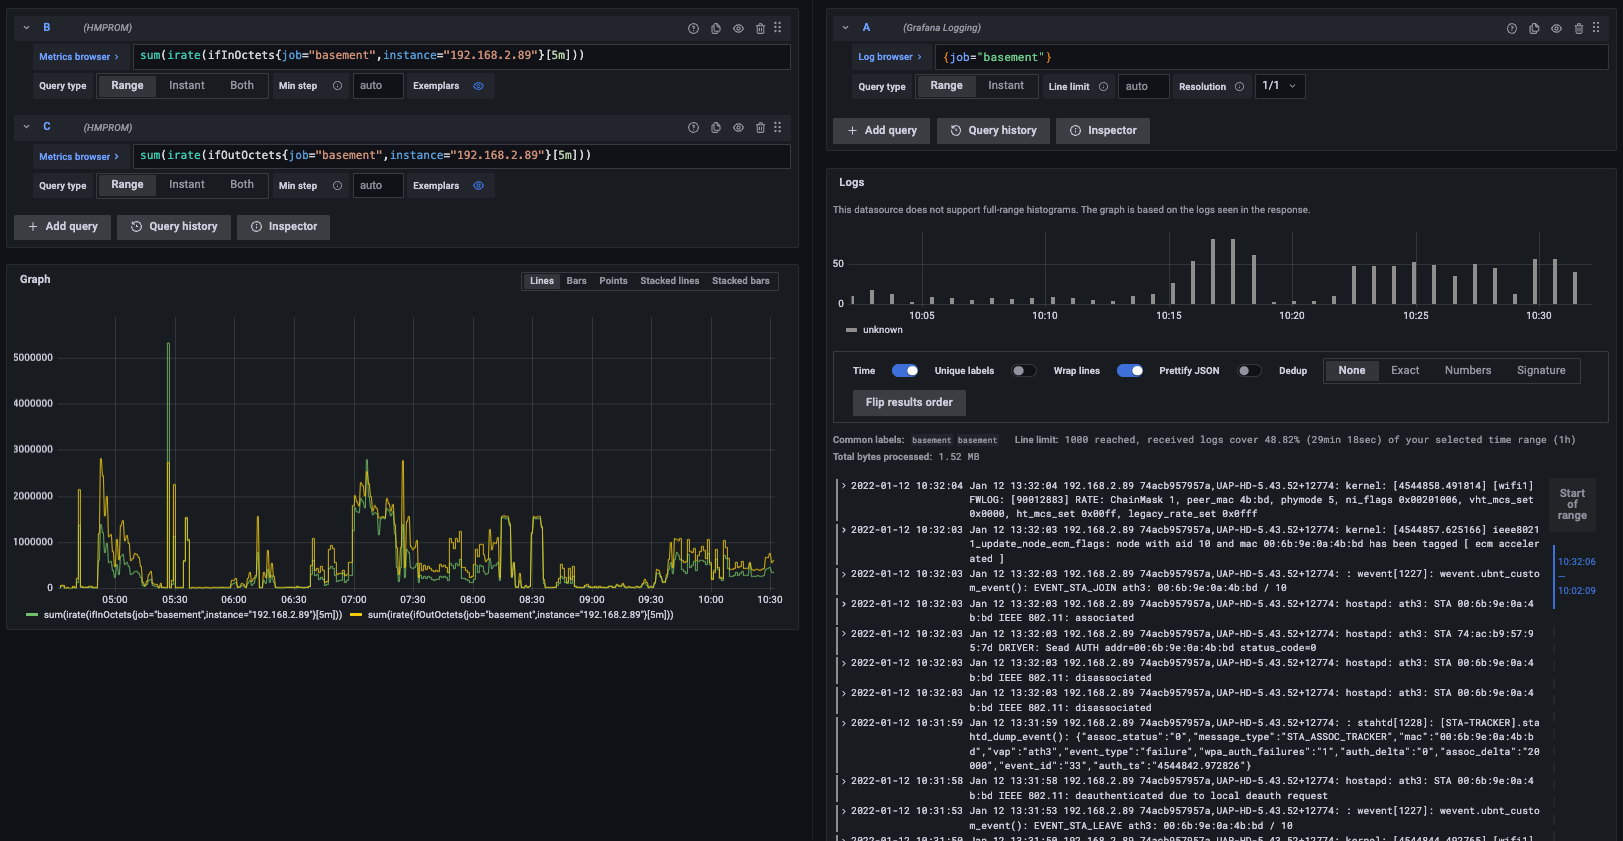 B (HMPROM)
Metrics browser > sum(irate(ifInOctets{job="basement",instance="192.168.2.89"}[5m]))
Query type Range Instant Both Min step auto Exemplars
C (HMPROM)
Metrics browser > sum(irate(ifOutOctets{job="basement",instance="192.168.2.89"}[5m]))
Query type Range Instant Both Min step auto Exemplars
+ Add query Query history Inspector
Graph Lines Bars Points Stacked lines Stacked bars
5000000
4000000
3000000
2000000
1000000
0
05:00 05:30 06:00 06:30 07:00 07:30 08:00 08:30 09:00 09:30 10:00 10:30
sum(irate(ifInOctets{job="basement",instance="192.168.2.89"}[5m])) sum(irate(ifOutOctets{job="basement",instance="192.168.2.89"}[5m]))
A (Grafana Logging)
Log browser > {job="basement"}
Query type Range Instant Line limit auto Resolution 1/1
+ Add query Query history Inspector
Logs
This datasource does not support full-range histograms. The graph is based on the logs seen in the response.
50
0
10:05 10:10 10:15 10:20 10:25 10:30
unknown
Time Unique labels Wrap lines Prettify JSON Dedup None Exact Numbers Signature
Flip results order
Common labels: basement basement Line limit: 1000 reached, received logs cover 48.82% (29min 18sec) of your selected time range (1h)
Total bytes processed: 1.52 MB
> 2022-01-12 10:32:04 Jan 12 13:32:04 192.168.2.89 74acb957957a,UAP-HD-5.43.52+12774: kernel: [4544858.491814] [wifi1]
FWLOG: [90012883] RATE: ChainMask 1, peer_mac 4b:bd, phymode 5, ni_flags 0x00201006, vht_mcs_set
0x0000, ht_mcs_set 0x00ff, legacy_rate_set 0x0fff
> 2022-01-12 10:32:03 Jan 12 13:32:03 192.168.2.89 74acb957957a,UAP-HD-5.43.52+12774: kernel: [4544857.625166] ieee8021
1_update_node_ecm_flags: node with aid 10 and mac 00:6b:9e:0a:4b:bd has been tagged [ ecm acceler
ated ]
> 2022-01-12 10:32:03 Jan 12 13:32:03 192.168.2.89 74acb957957a,UAP-HD-5.43.52+12774: : wevent[1227]: wevent.ubnt_custo
m_event(): EVENT_STA_JOIN ath3: 00:6b:9e:0a:4b:bd / 10
> 2022-01-12 10:32:03 Jan 12 13:32:03 192.168.2.89 74acb957957a,UAP-HD-5.43.52+12774: hostapd: ath3: STA 00:6b:9e:0a:4
b:bd IEEE 802.11: associated
> 2022-01-12 10:32:03 Jan 12 13:32:03 192.168.2.89 74acb957957a,UAP-HD-5.43.52+12774: hostapd: ath3: STA 74:ac:b9:57:9
5:7d DRIVER: Sead AUTH addr=00:6b:9e:0a:4b:bd status_code=0
> 2022-01-12 10:32:03 Jan 12 13:32:03 192.168.2.89 74acb957957a,UAP-HD-5.43.52+12774: hostapd: ath3: STA 00:6b:9e:0a:4
b:bd IEEE 802.11: disassociated
> 2022-01-12 10:32:03 Jan 12 13:32:03 192.168.2.89 74acb957957a,UAP-HD-5.43.52+12774: hostapd: ath3: STA 00:6b:9e:0a:4
b:bd IEEE 802.11: disassociated
> 2022-01-12 10:31:59 Jan 12 13:31:59 192.168.2.89 74acb957957a,UAP-HD-5.43.52+12774: : stahtd[1228]: [STA-TRACKER].sta
htd_dump_event(): {"assoc_status":"0","message_type":"STA_ASSOC_TRACKER","mac":"00:6b:9e:0a:4b:b
d","vap":"ath3","event_type":"failure","wpa_auth_failures":"1","auth_delta":"0","assoc_delta":"20
000","event_id":"33","auth_ts":"4544842.972826"}
> 2022-01-12 10:31:58 Jan 12 13:31:58 192.168.2.89 74acb957957a,UAP-HD-5.43.52+12774: hostapd: ath3: STA 00:6b:9e:0a:4
b:bd IEEE 802.11: deauthenticated due to local deauth request
> 2022-01-12 10:31:53 Jan 12 13:31:53 192.168.2.89 74acb957957a,UAP-HD-5.43.52+12774: : wevent[1227]: wevent.ubnt_custo
m_event(): EVENT_STA_LEAVE ath3: 00:6b:9e:0a:4b:bd / 10
Start
of
range
10:32:06
—
10:02:09